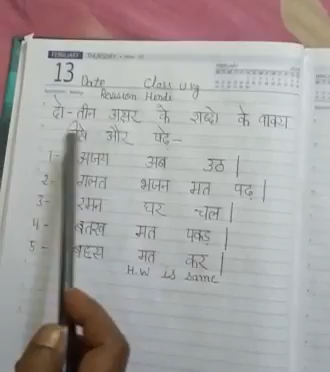 FEBRUARY THURSDAY
13 Date Class UKG
Revision Hindi
दो-तीन अक्षर के शब्दो के वाक्य
और पढ़े-
1- अजय अब उठ |
2- गलत भजन मत पढ़ |
3- रमन घर चल |
4- बतख मत पकड़ |
5- बहस मत कर |
H.W is same